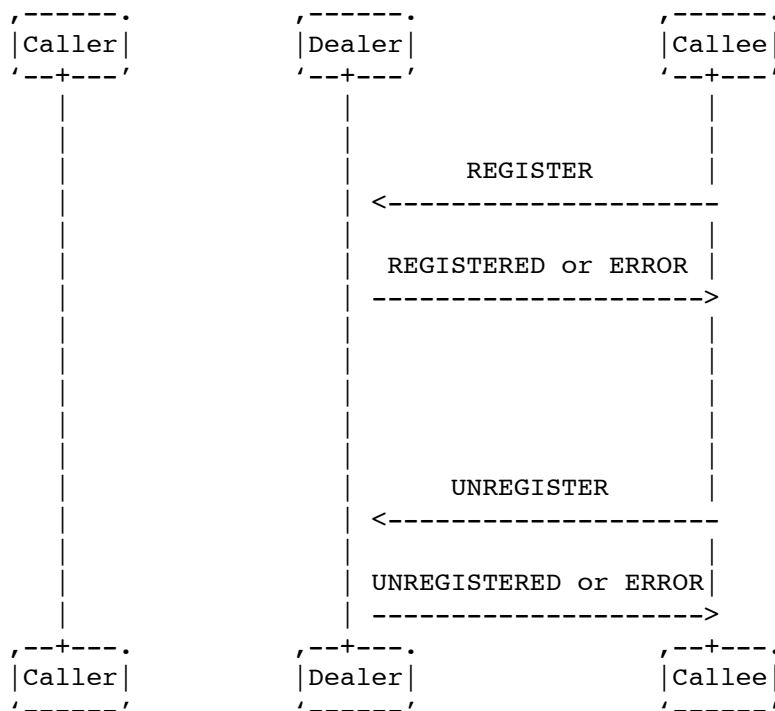 Caller Dealer Callee
REGISTER
REGISTERED or ERROR
UNREGISTER
UNREGISTERED or ERROR
Caller Dealer Callee